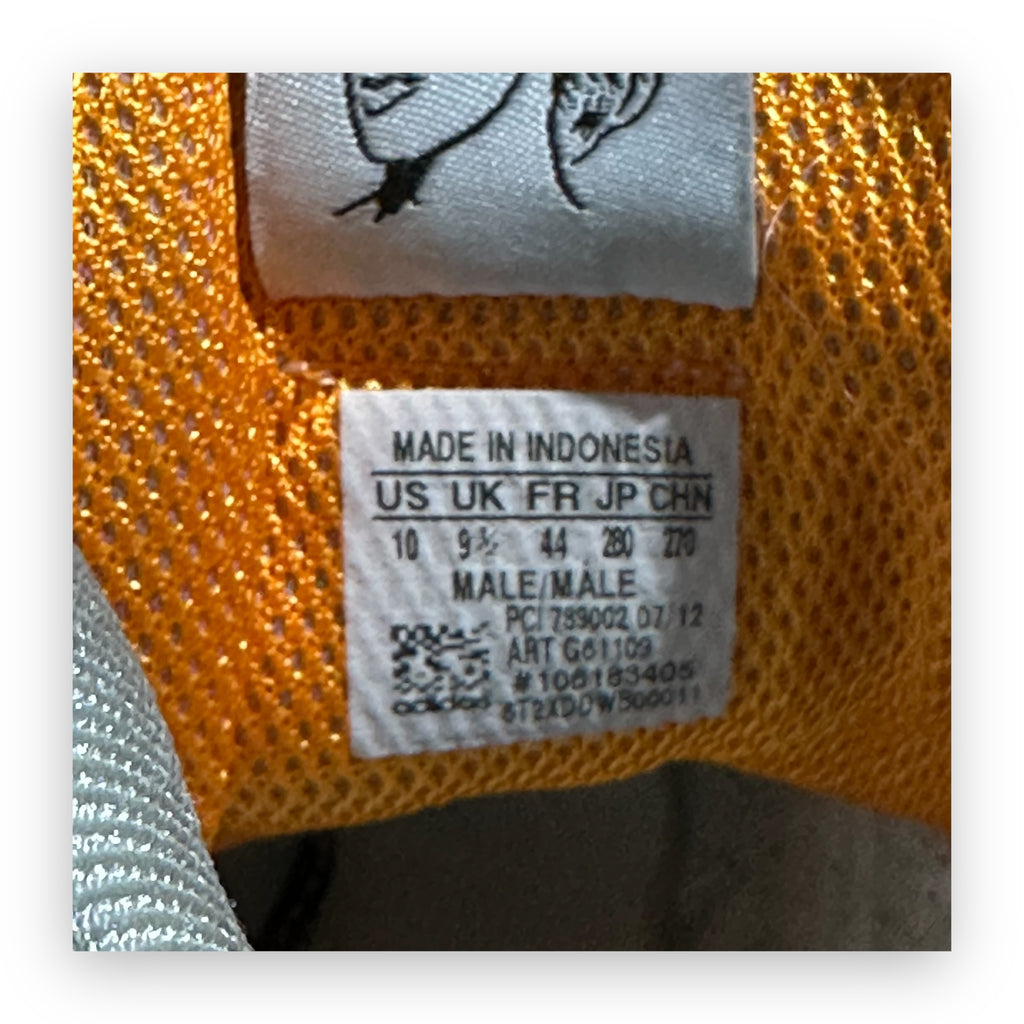 MADE IN INDONESIA
US UK FR JP CHN
10 9½ 44 280 270
MALE/MALE
PCI 789002 07/12
ART G61109
#106183405
adidas